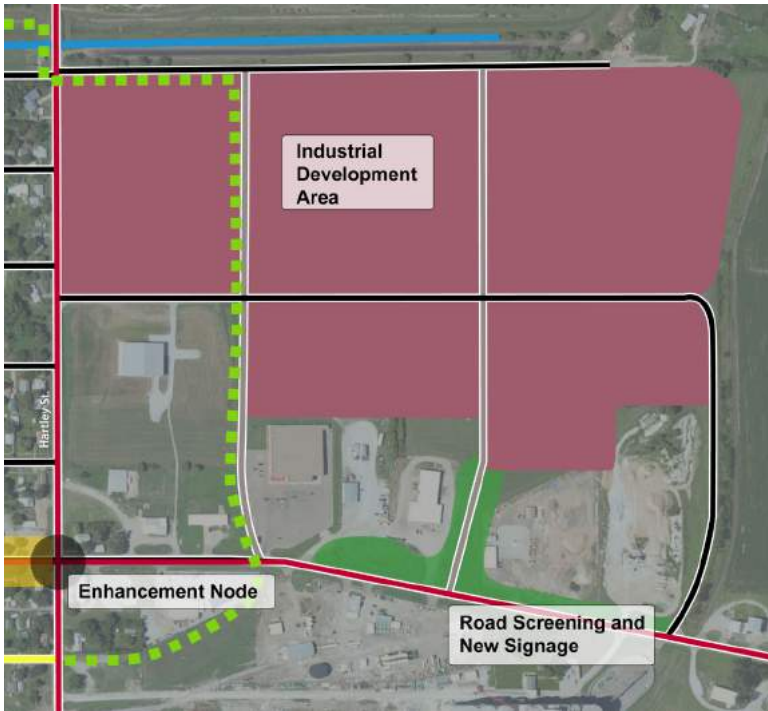 Industrial
Development
Area
Hartley St.
Enhancement Node
Road Screening and
New Signage